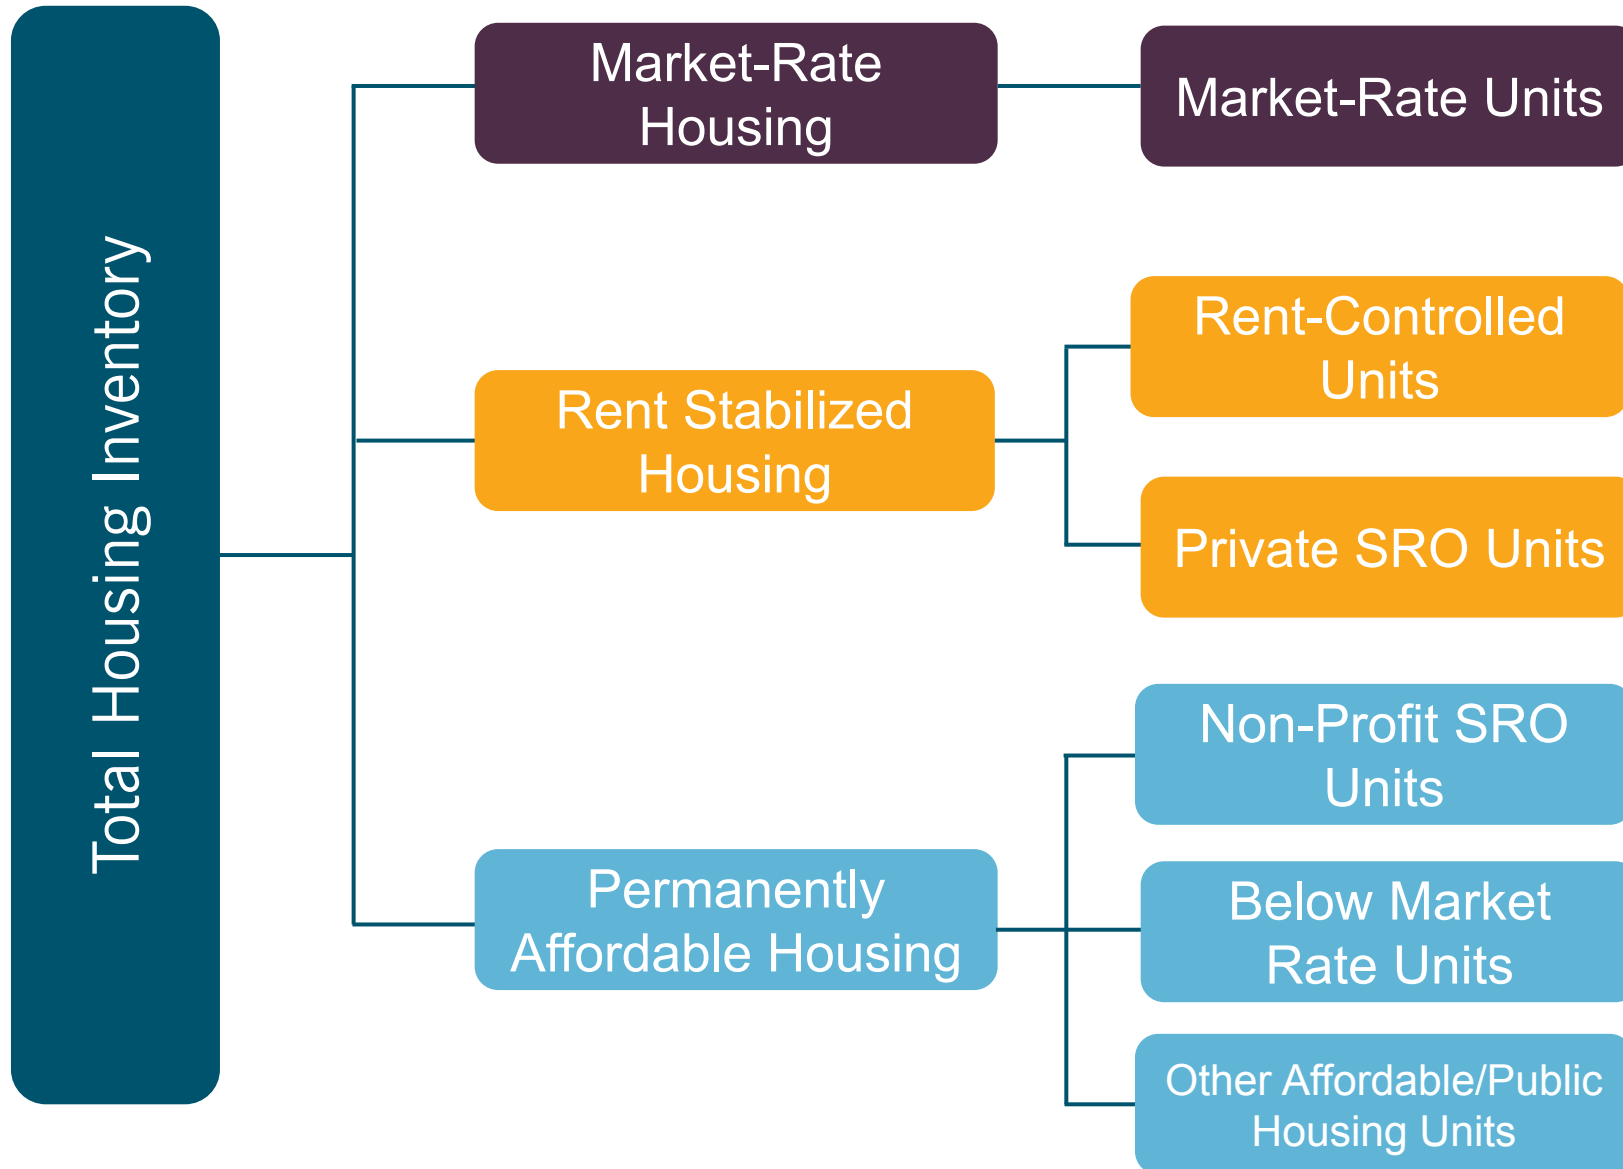 Total Housing Inventory
Market-Rate
Housing
Market-Rate Units
Rent Stabilized
Housing
Rent-Controlled
Units
Private SRO Units
Permanently
Affordable Housing
Non-Profit SRO
Units
Below Market
Rate Units
Other Affordable/Public
Housing Units